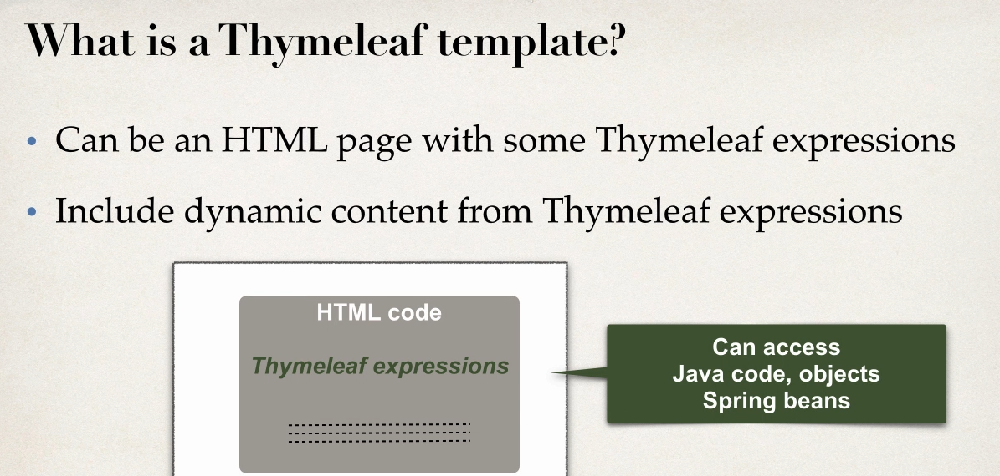 What is a Thymeleaf template?
• Can be an HTML page with some Thymeleaf expressions
• Include dynamic content from Thymeleaf expressions
HTML code
Thymeleaf expressions
Can access
Java code, objects
Spring beans